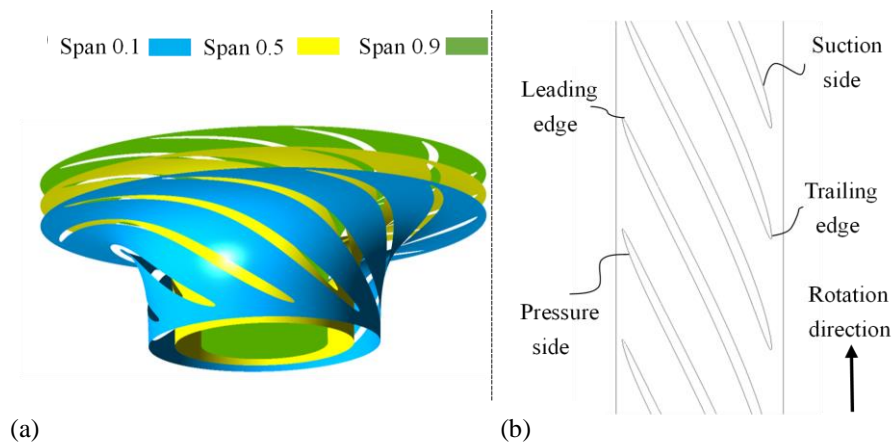 Span 0.1 Span 0.5 Span 0.9
Leading
edge
Suction
side
Trailing
edge
Pressure
side
Rotation
direction
(a)
(b)